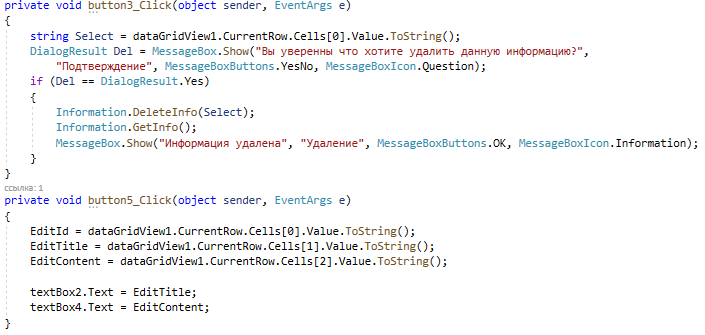 private void button3_Click(object sender, EventArgs e)
{
string Select = dataGridView1.CurrentRow.Cells[0].Value.ToString();
DialogResult Del = MessageBox.Show("Вы уверенны что хотите удалить данную информацию?",
"Подтверждение", MessageBoxButtons.YesNo, MessageBoxIcon.Question);
if (Del == DialogResult.Yes)
{
Information.DeleteInfo(Select);
Information.GetInfo();
MessageBox.Show("Информация удалена", "Удаление", MessageBoxButtons.OK, MessageBoxIcon.Information);
}
}
ссылка: 1
private void button5_Click(object sender, EventArgs e)
{
EditId = dataGridView1.CurrentRow.Cells[0].Value.ToString();
EditTitle = dataGridView1.CurrentRow.Cells[1].Value.ToString();
EditContent = dataGridView1.CurrentRow.Cells[2].Value.ToString();
textBox2.Text = EditTitle;
textBox4.Text = EditContent;
}